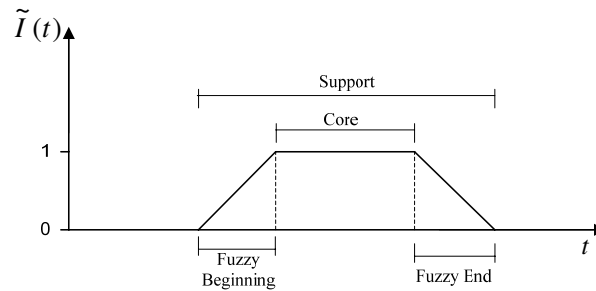 Ĩ(t)
Support
Core
1
0
t
Fuzzy
Beginning
Fuzzy End